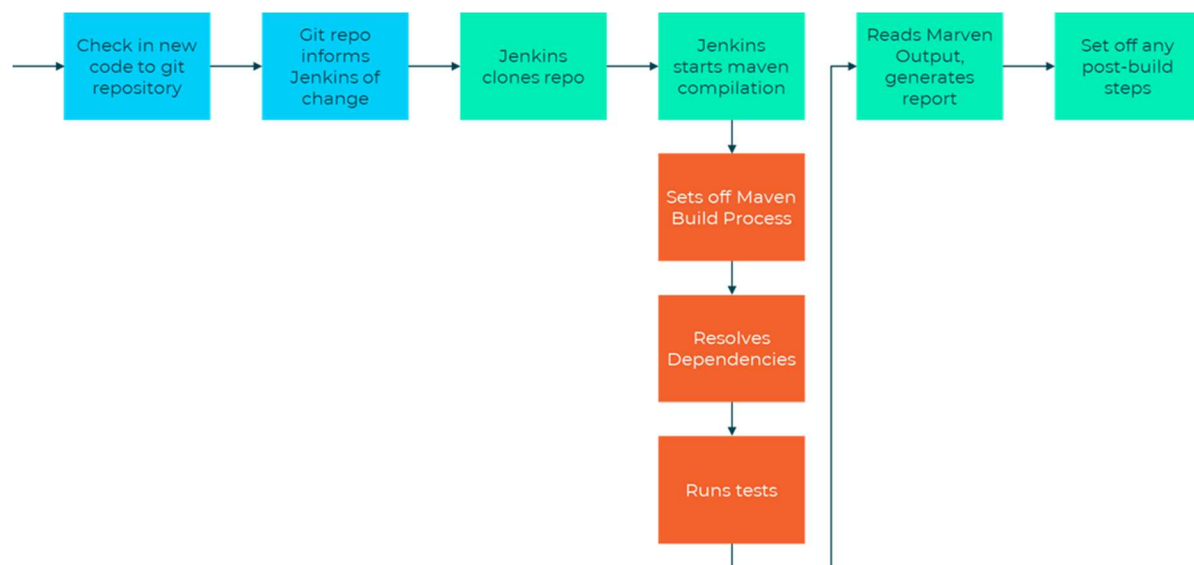 Check in new
code to git
repository
Git repo
informs
Jenkins of
change
Jenkins
clones repo
Jenkins
starts maven
compilation
Sets off Maven
Build Process
Resolves
Dependencies
Runs tests
Reads Marven
Output,
generates
report
Set off any
post-build
steps